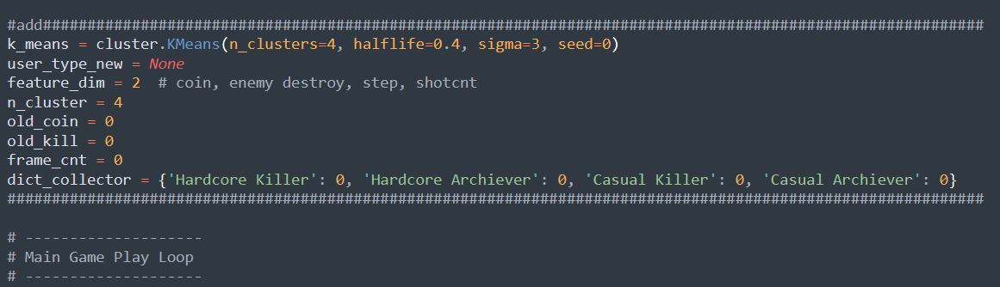 #add##########################################################################################################
k_means = cluster.KMeans(n_clusters=4, halflife=0.4, sigma=3, seed=0)
user_type_new = None
feature_dim = 2  # coin, enemy destroy, step, shotcnt
n_cluster = 4
old_coin = 0
old_kill = 0
frame_cnt = 0
dict_collector = {'Hardcore Killer': 0, 'Hardcore Archiever': 0, 'Casual Killer': 0, 'Casual Archiever': 0}
##############################################################################################################
# --------------------
# Main Game Play Loop
# --------------------